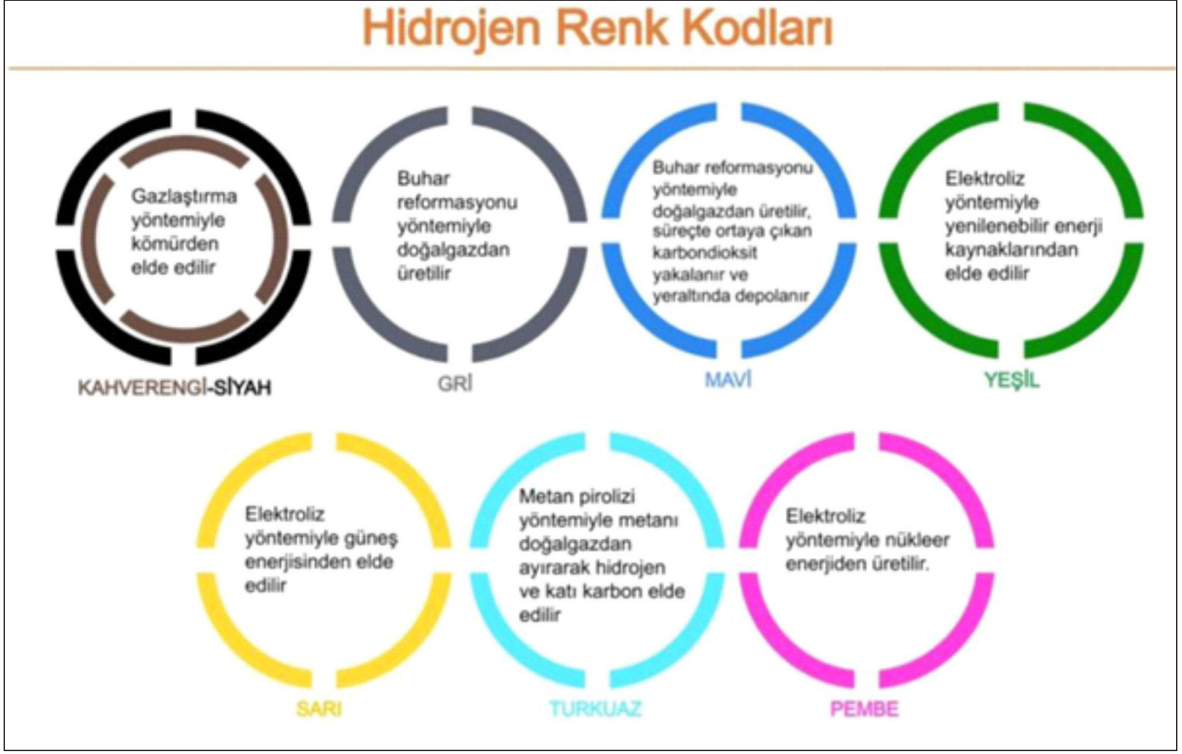 Hidrojen Renk Kodları
Gazlaştırma
yöntemiyle
kömürden
elde edilir
KAHVERENGİ-SİYAH
Buhar
reformasyonu
yöntemiyle
doğalgazdan
üretilir
GRİ
Buhar reformasyonu
yöntemiyle
doğalgazdan üretilir,
süreçte ortaya çıkan
karbondioksit
yakalanır ve
yeraltında depolanır
MAVİ
Elektroliz
yöntemiyle
yenilenebilir enerji
kaynaklarından
elde edilir
YEŞİL
Elektroliz
yöntemiyle güneş
enerjisinden elde
edilir
SARI
Metan pirolizi
yöntemiyle metanı
doğalgazdan
ayırarak hidrojen
ve katı karbon elde
edilir
TURKUAZ
Elektroliz
yöntemiyle nükleer
enerjiden üretilir.
PEMBE